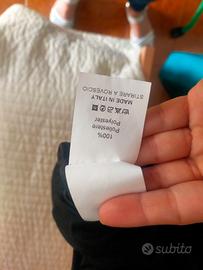 100%
Poliestere
Polyester
MADE IN ITALY
STIRARE A ROVESCIO
subito